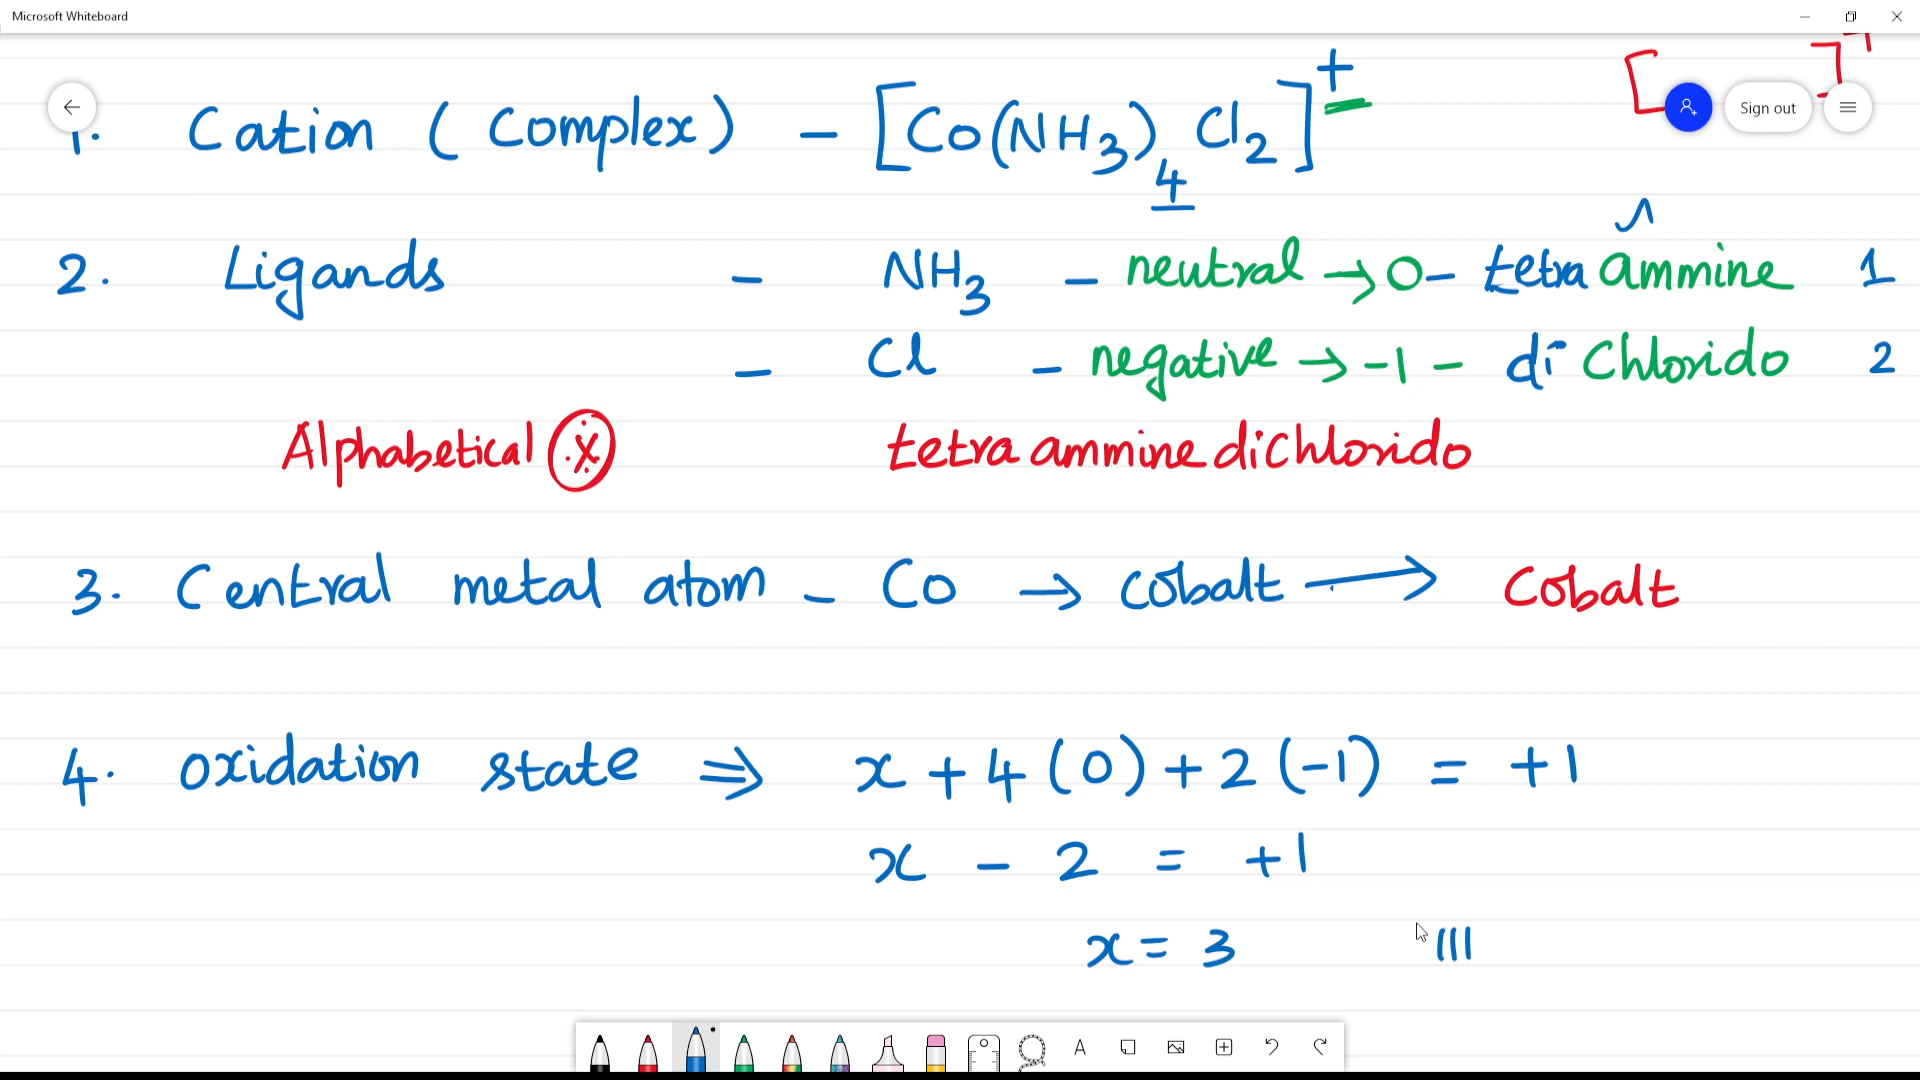 Microsoft Whiteboard
Sign out
1. Cation (Complex) - [Co(NH3)4 Cl2]+
2. Ligands - NH3 - neutral → 0 - tetra ammine 1
- Cl - negative → -1 - di Chlorido 2
Alphabetical tetra ammine dichlorido
3. Central metal atom - Co → cobalt → Cobalt
4. oxidation state ⇒ x + 4 (0) + 2 (-1) = +1
x - 2 = +1
x = 3 III